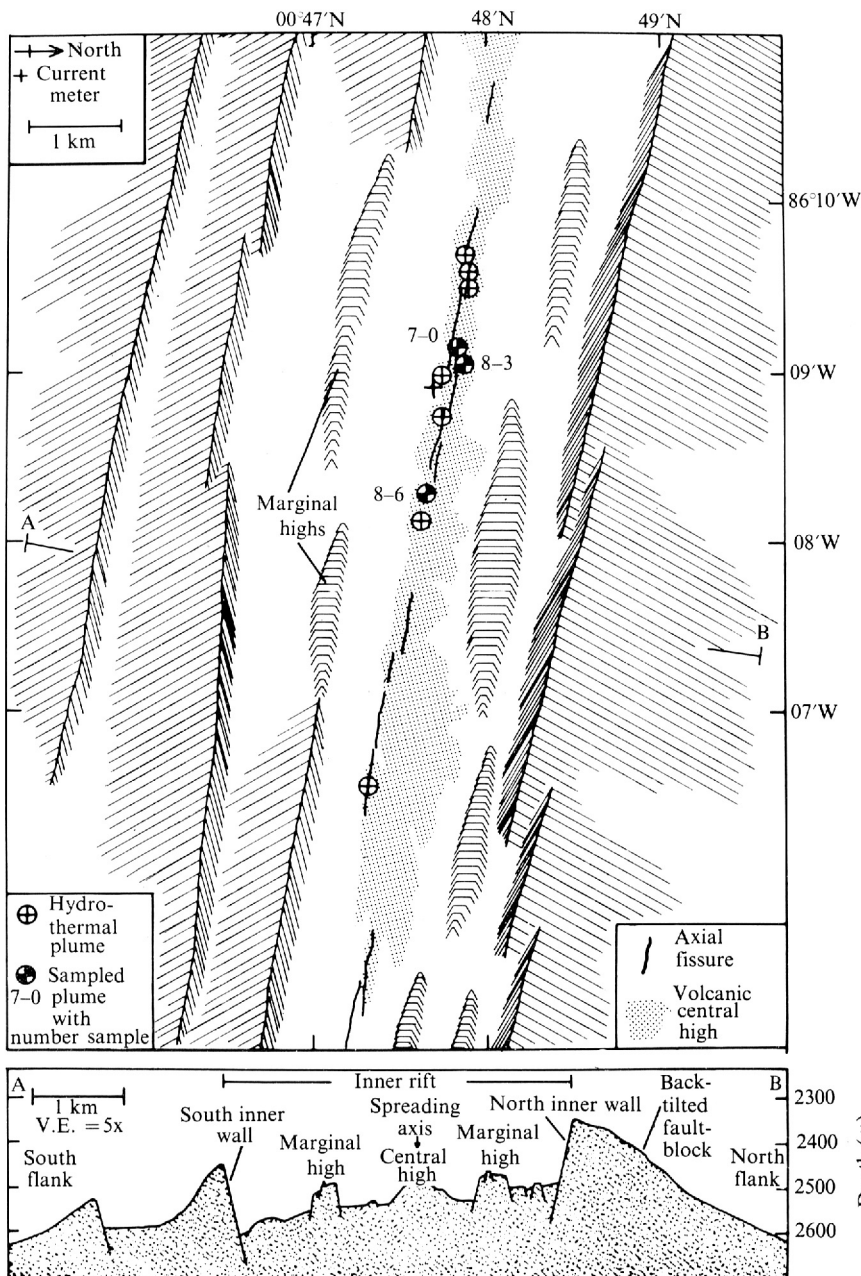 00°47'N
48'N
49'N
North
Current
meter
1 km
86°10'W
7–0
8–3
09'W
8–6
Marginal
highs
A
08'W
B
07'W
Hydro-
thermal
plume
Sampled
7–0 plume
with
number sample)
Axial
fissure
Volcanic
central
high
A
Inner rift
B
1 km
V.E. = 5x
South inner
wall
Spreading
axis
North inner wall
Back-
tilted
fault-
block
2300
Marginal
high
Central
high
Marginal
high
2400
South
flank
North
flank
2500
2600